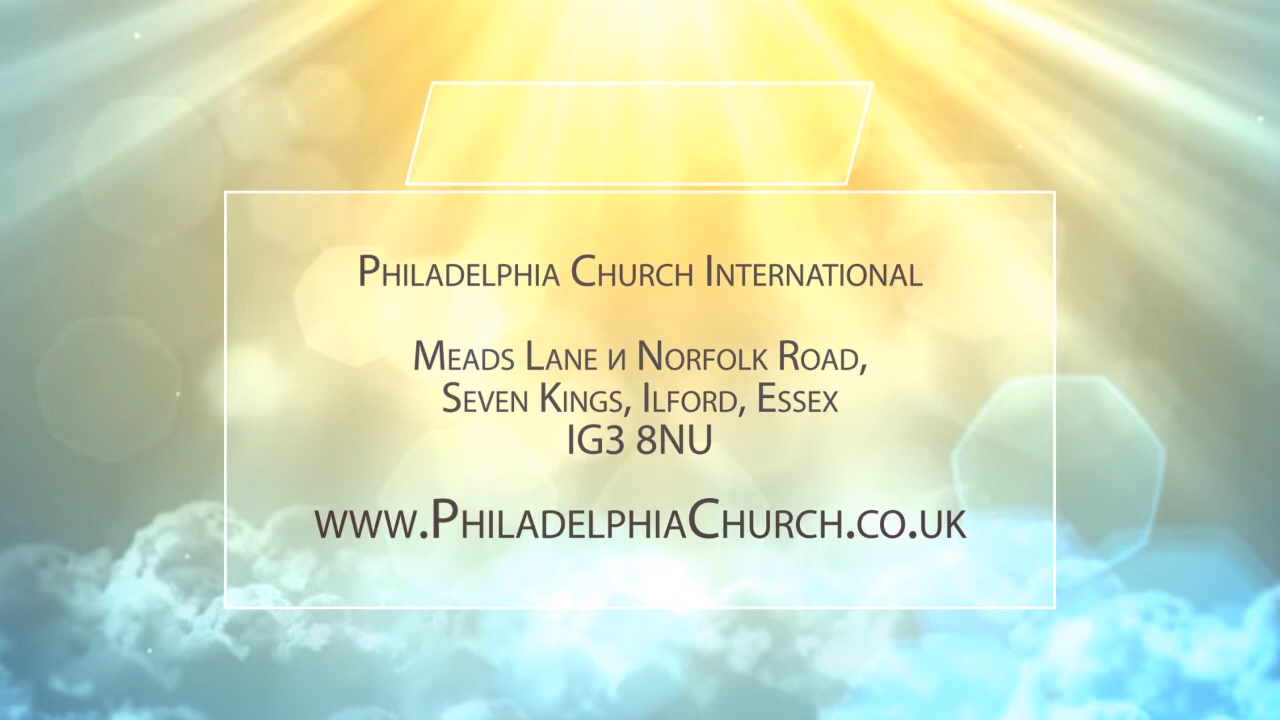 Philadelphia Church International
Meads Lane и Norfolk Road,
Seven Kings, Ilford, Essex
IG3 8NU
www.PhiladelphiaChurch.co.uk